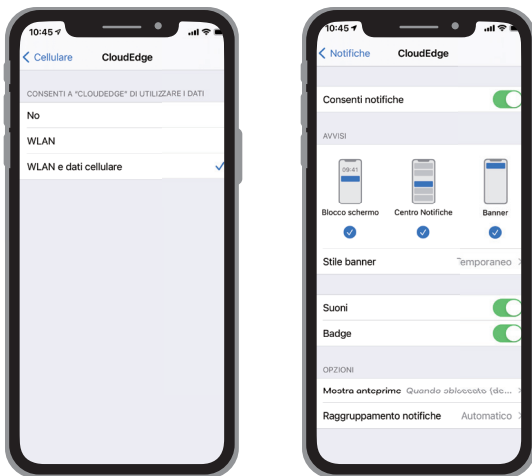 10:45
Cellulare
CloudEdge
CONSENTI A "CLOUDEDGE" DI UTILIZZARE I DATI
No
WLAN
WLAN e dati cellulare
10:45
Notifiche
CloudEdge
Consenti notifiche
AVVISI
09:41
Blocco schermo
Centro Notifiche
Banner
Stile banner
Temporaneo
Suoni
Badge
OPZIONI
Mostra anteprime Quando sbloccato (de...
Raggruppamento notifiche
Automatico